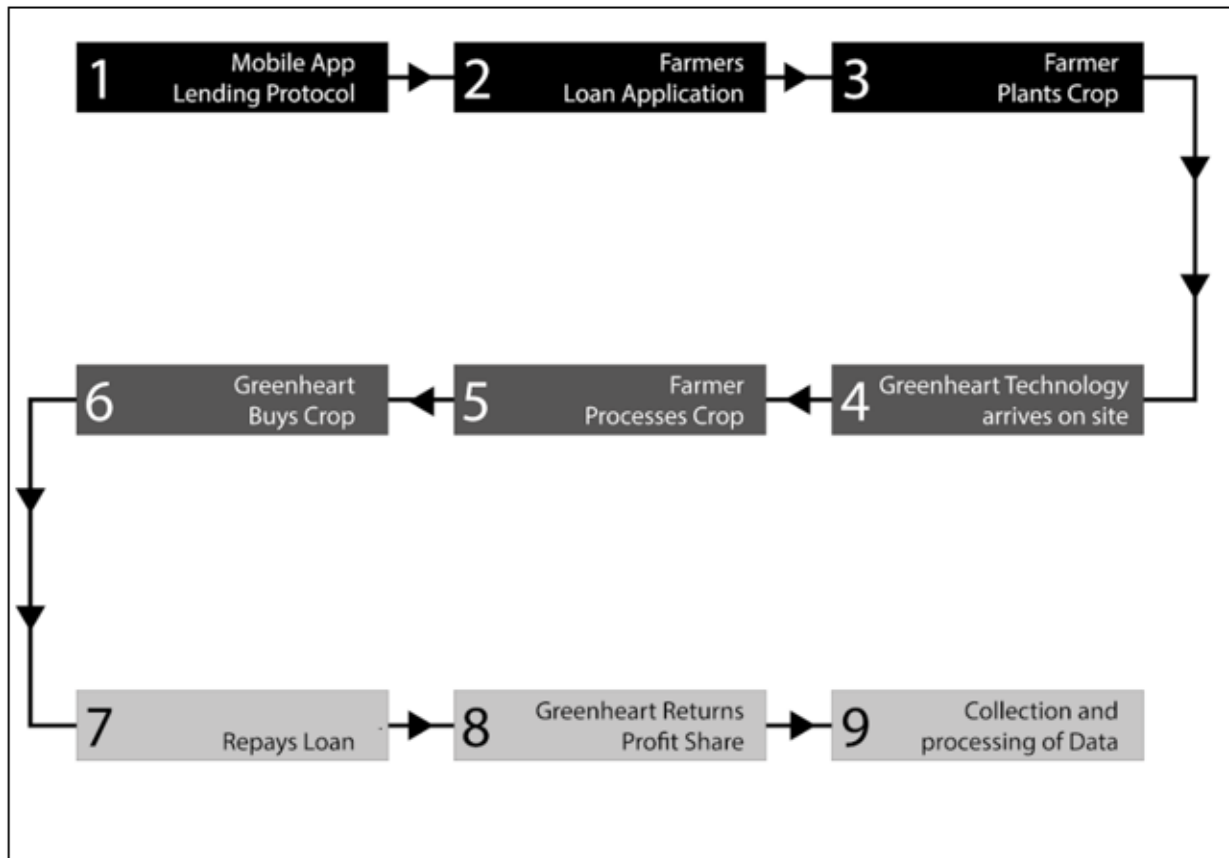 1
Mobile App
Lending Protocol
2
Farmers
Loan Application
3
Farmer
Plants Crop
4
Greenheart Technology
arrives on site
5
Farmer
Processes Crop
6
Greenheart
Buys Crop
7
Repays Loan
8
Greenheart Returns
Profit Share
9
Collection and
processing of Data